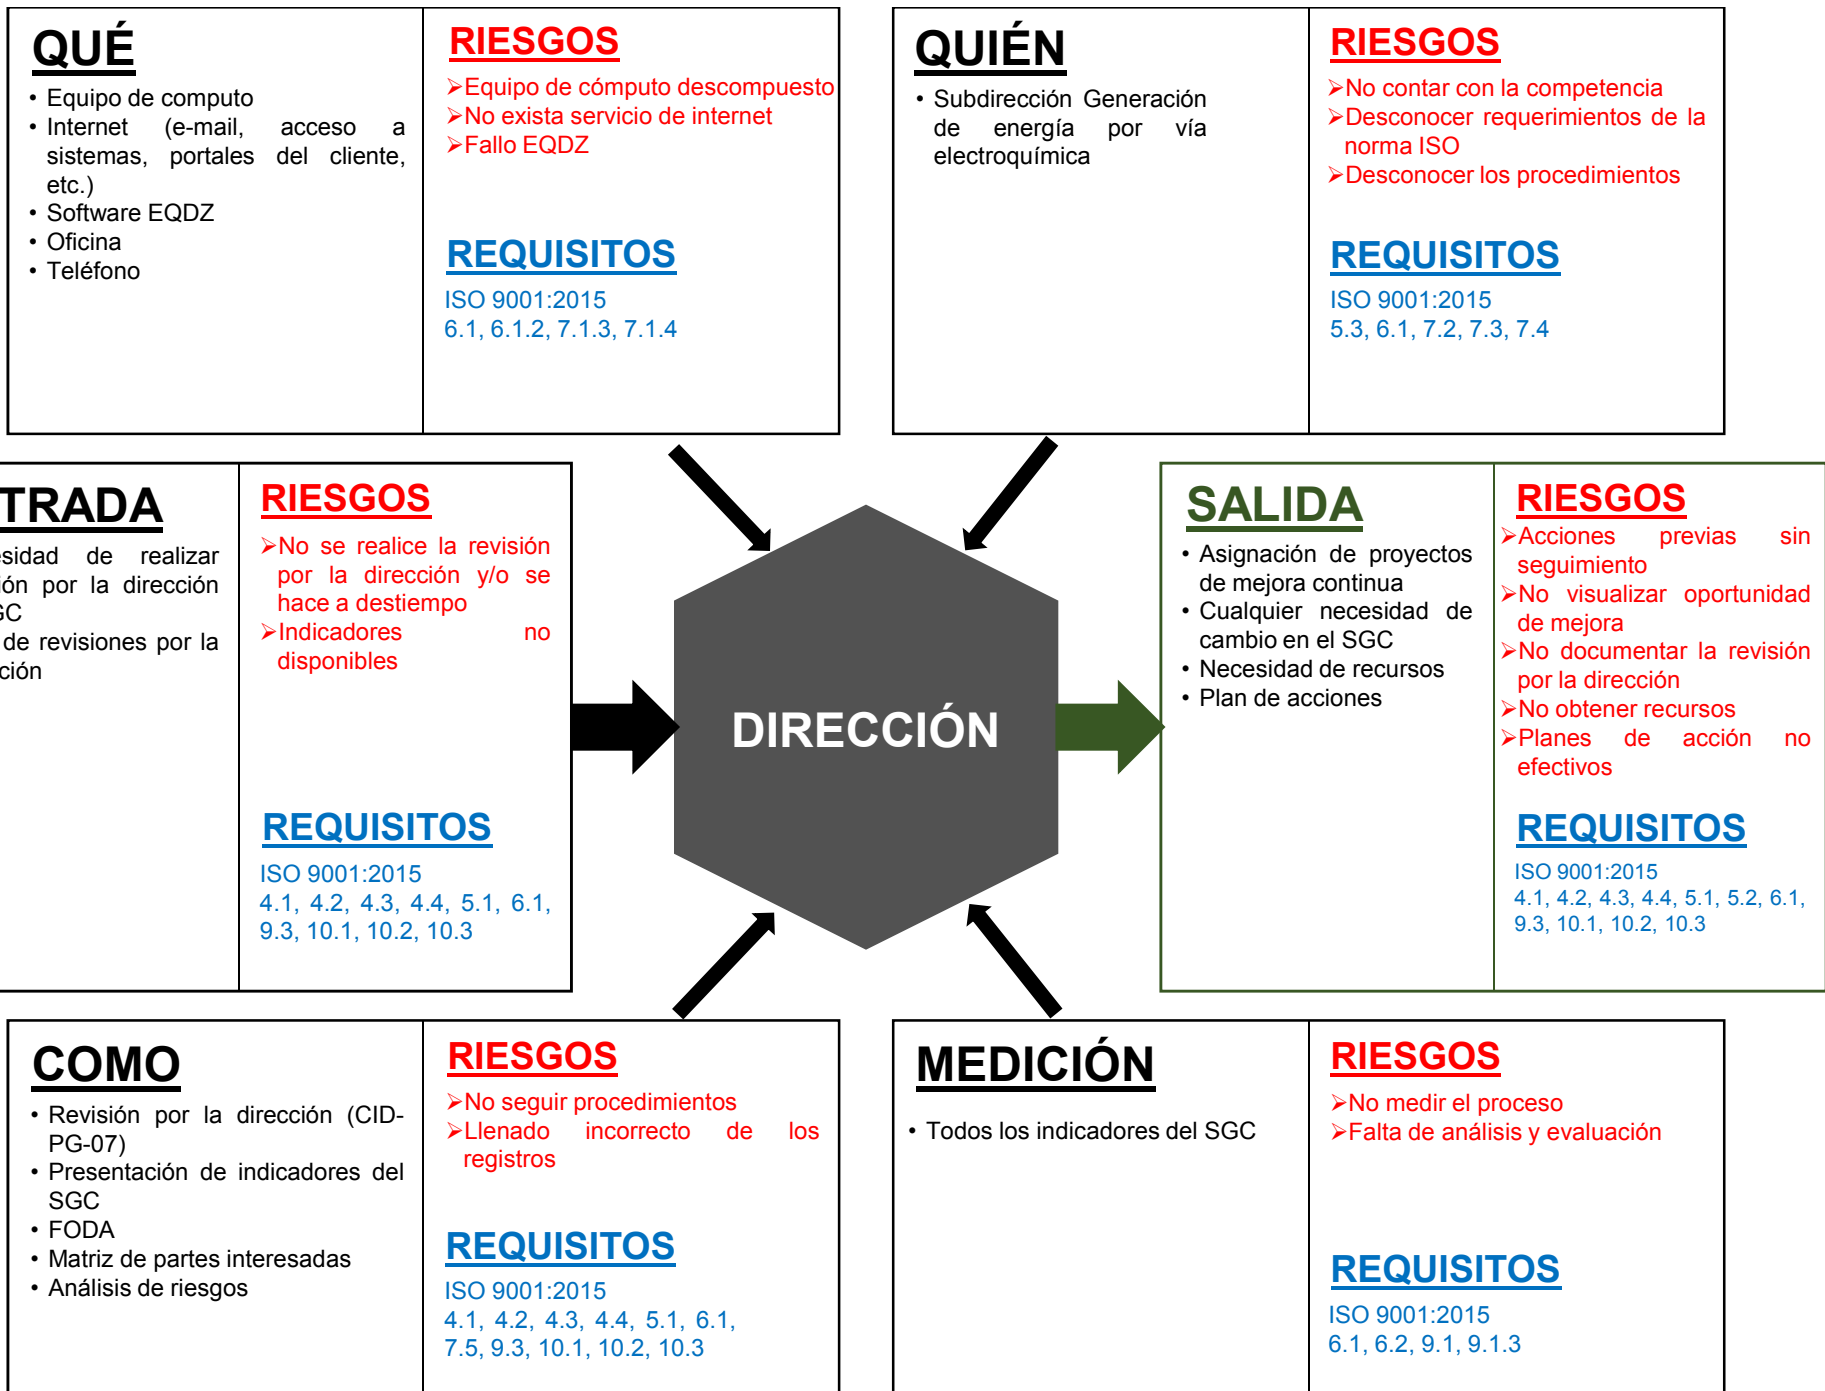 QUÉ
• Equipo de computo
• Internet (e-mail, acceso a
sistemas, portales del cliente,
etc.)
• Software EQDZ
• Oficina
• Teléfono
RIESGOS
➢Equipo de cómputo descompuesto
➢No exista servicio de internet
➢Fallo EQDZ
REQUISITOS
ISO 9001:2015
6.1, 6.1.2, 7.1.3, 7.1.4
QUIÉN
• Subdirección Generación
de energía por vía
electroquímica
RIESGOS
➢No contar con la competencia
➢Desconocer requerimientos de la
norma ISO
➢Desconocer los procedimientos
REQUISITOS
ISO 9001:2015
5.3, 6.1, 7.2, 7.3, 7.4
TRADA
esidad de realizar
ión por la dirección
GC
de revisiones por la
ción
RIESGOS
➢No se realice la revisión
por la dirección y/o se
hace a destiempo
➢Indicadores no
disponibles
REQUISITOS
ISO 9001:2015
4.1, 4.2, 4.3, 4.4, 5.1, 6.1,
9.3, 10.1, 10.2, 10.3
DIRECCIÓN
SALIDA
• Asignación de proyectos
de mejora continua
• Cualquier necesidad de
cambio en el SGC
• Necesidad de recursos
• Plan de acciones
RIESGOS
➢Acciones previas sin
seguimiento
➢No visualizar oportunidad
de mejora
➢No documentar la revisión
por la dirección
➢No obtener recursos
➢Planes de acción no
efectivos
REQUISITOS
ISO 9001:2015
4.1, 4.2, 4.3, 4.4, 5.1, 5.2, 6.1,
9.3, 10.1, 10.2, 10.3
COMO
• Revisión por la dirección (CID-
PG-07)
• Presentación de indicadores del
SGC
• FODA
• Matriz de partes interesadas
• Análisis de riesgos
RIESGOS
➢No seguir procedimientos
➢Llenado incorrecto de los
registros
REQUISITOS
ISO 9001:2015
4.1, 4.2, 4.3, 4.4, 5.1, 6.1,
7.5, 9.3, 10.1, 10.2, 10.3
MEDICIÓN
• Todos los indicadores del SGC
RIESGOS
➢No medir el proceso
➢Falta de análisis y evaluación
REQUISITOS
ISO 9001:2015
6.1, 6.2, 9.1, 9.1.3